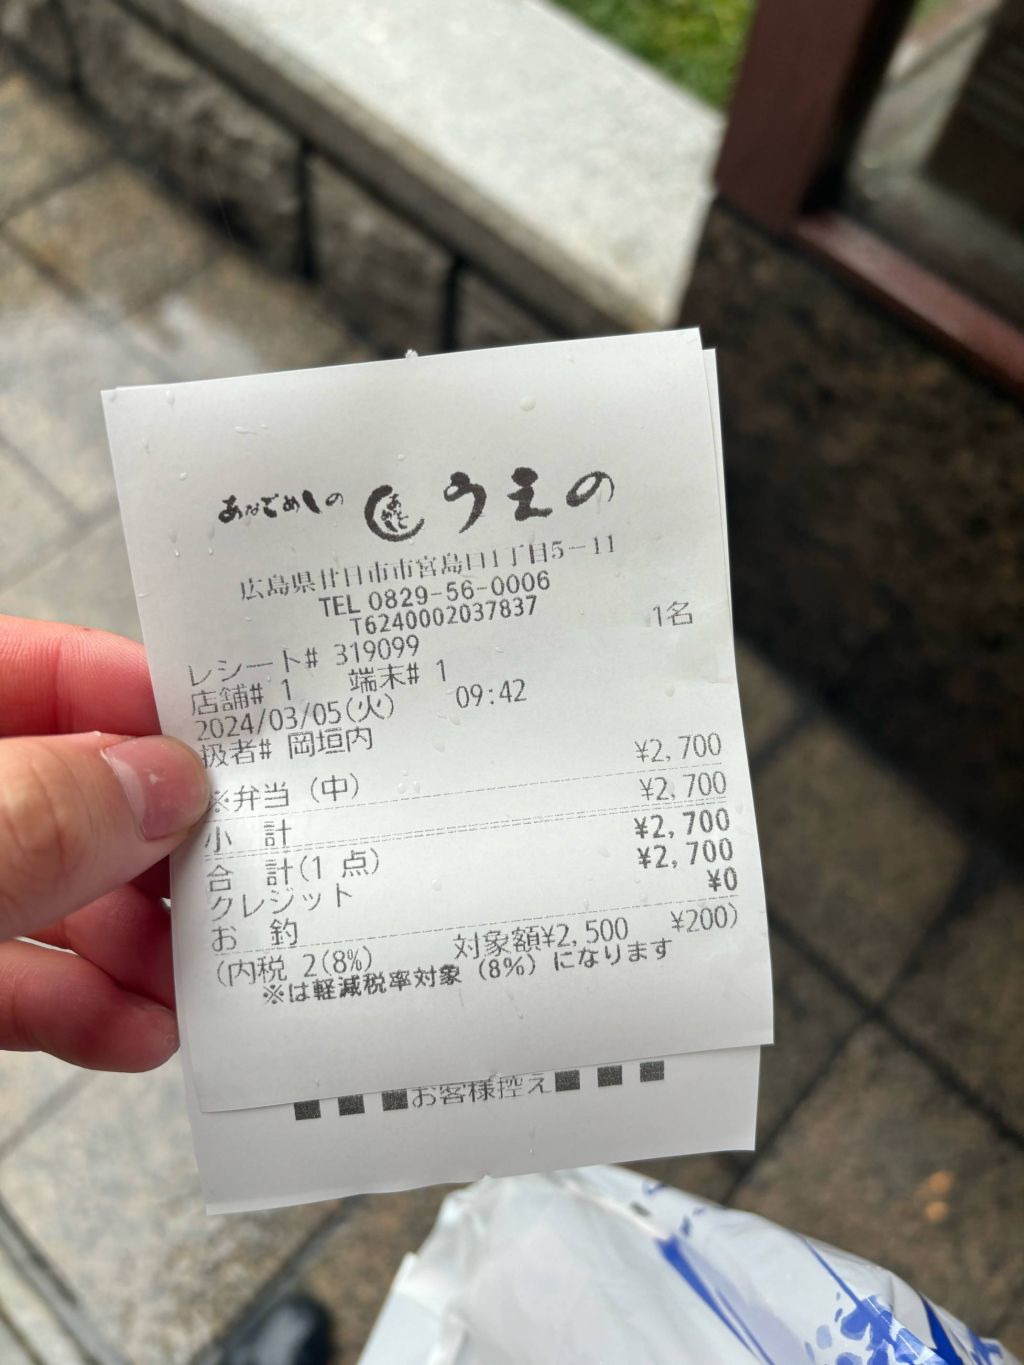 あなごめしの うえの
広島県廿日市市宮島口1丁目5-11
TEL 0829-56-0006
T6240002037837
1名
レシート# 319099
店舗# 1 端末# 1
2024/03/05(火) 09:42
扱者# 岡垣内
※弁当（中） ¥2,700
小 計 ¥2,700
合 計(1 点) ¥2,700
クレジット ¥2,700
お 釣 ¥0
(内税 2(8%) 対象額¥2,500 ¥200)
※は軽減税率対象（8%）になります
■ ■ ■お客様控え■ ■ ■